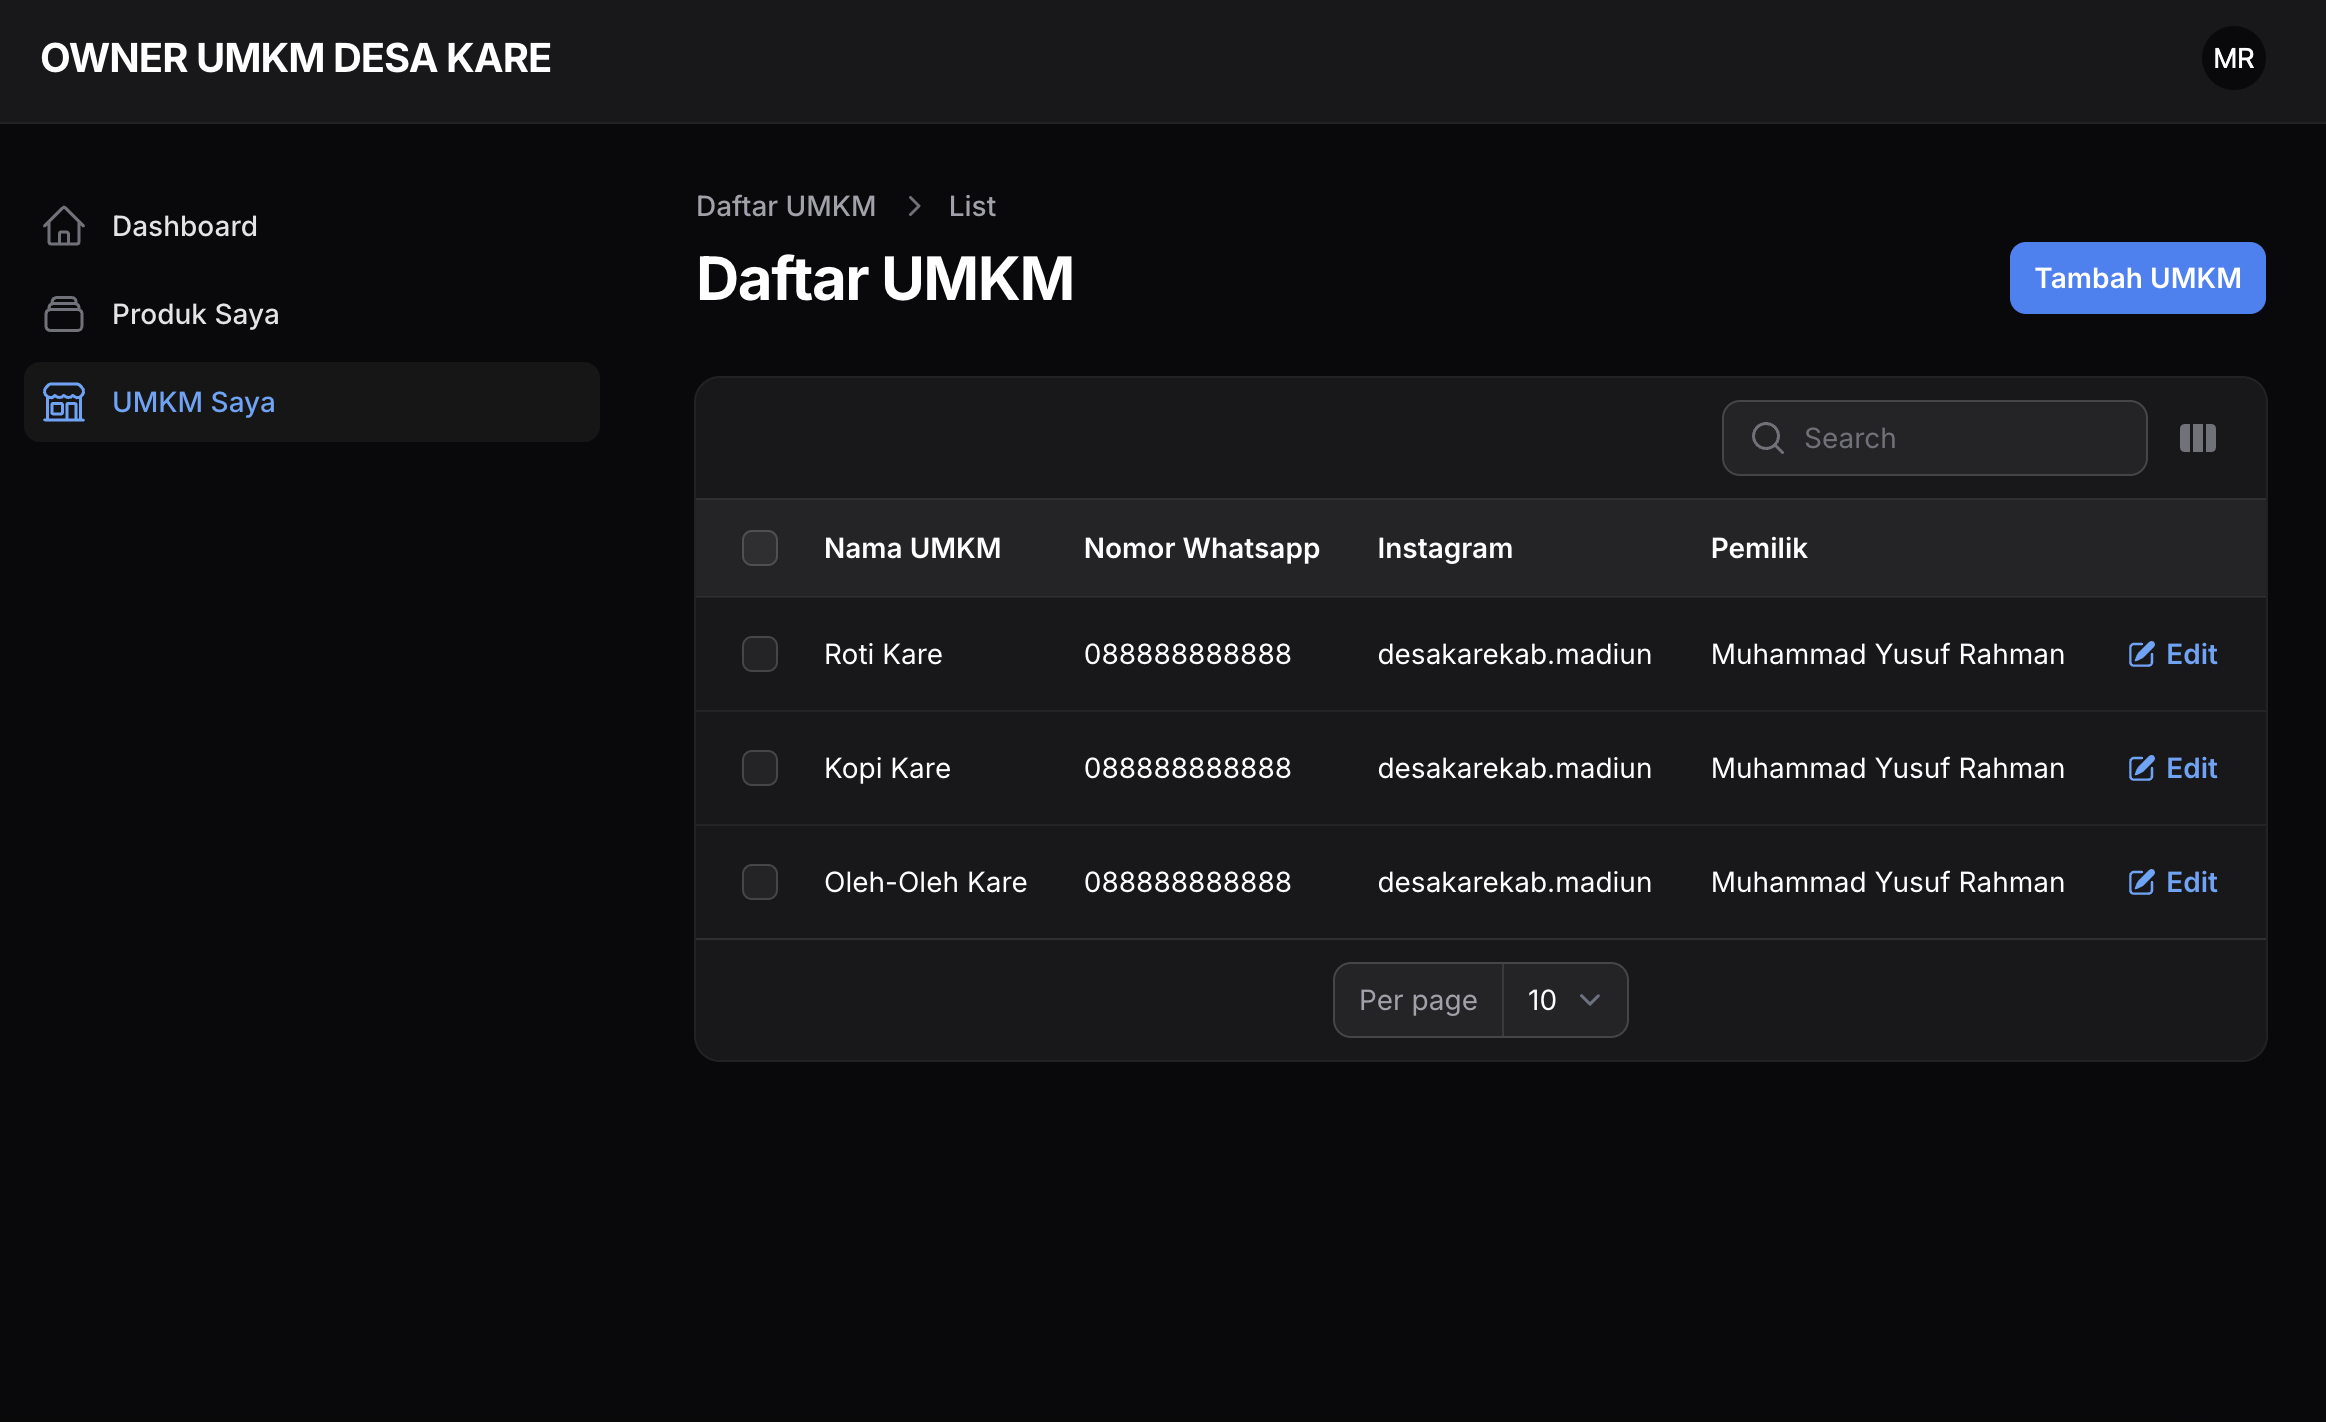 OWNER UMKM DESA KARE
MR
Dashboard
Produk Saya
UMKM Saya
Daftar UMKM > List
Daftar UMKM
Tambah UMKM
Search
Nama UMKM Nomor Whatsapp Instagram Pemilik
Roti Kare 088888888888 desakarekab.madiun Muhammad Yusuf Rahman Edit
Kopi Kare 088888888888 desakarekab.madiun Muhammad Yusuf Rahman Edit
Oleh-Oleh Kare 088888888888 desakarekab.madiun Muhammad Yusuf Rahman Edit
Per page 10